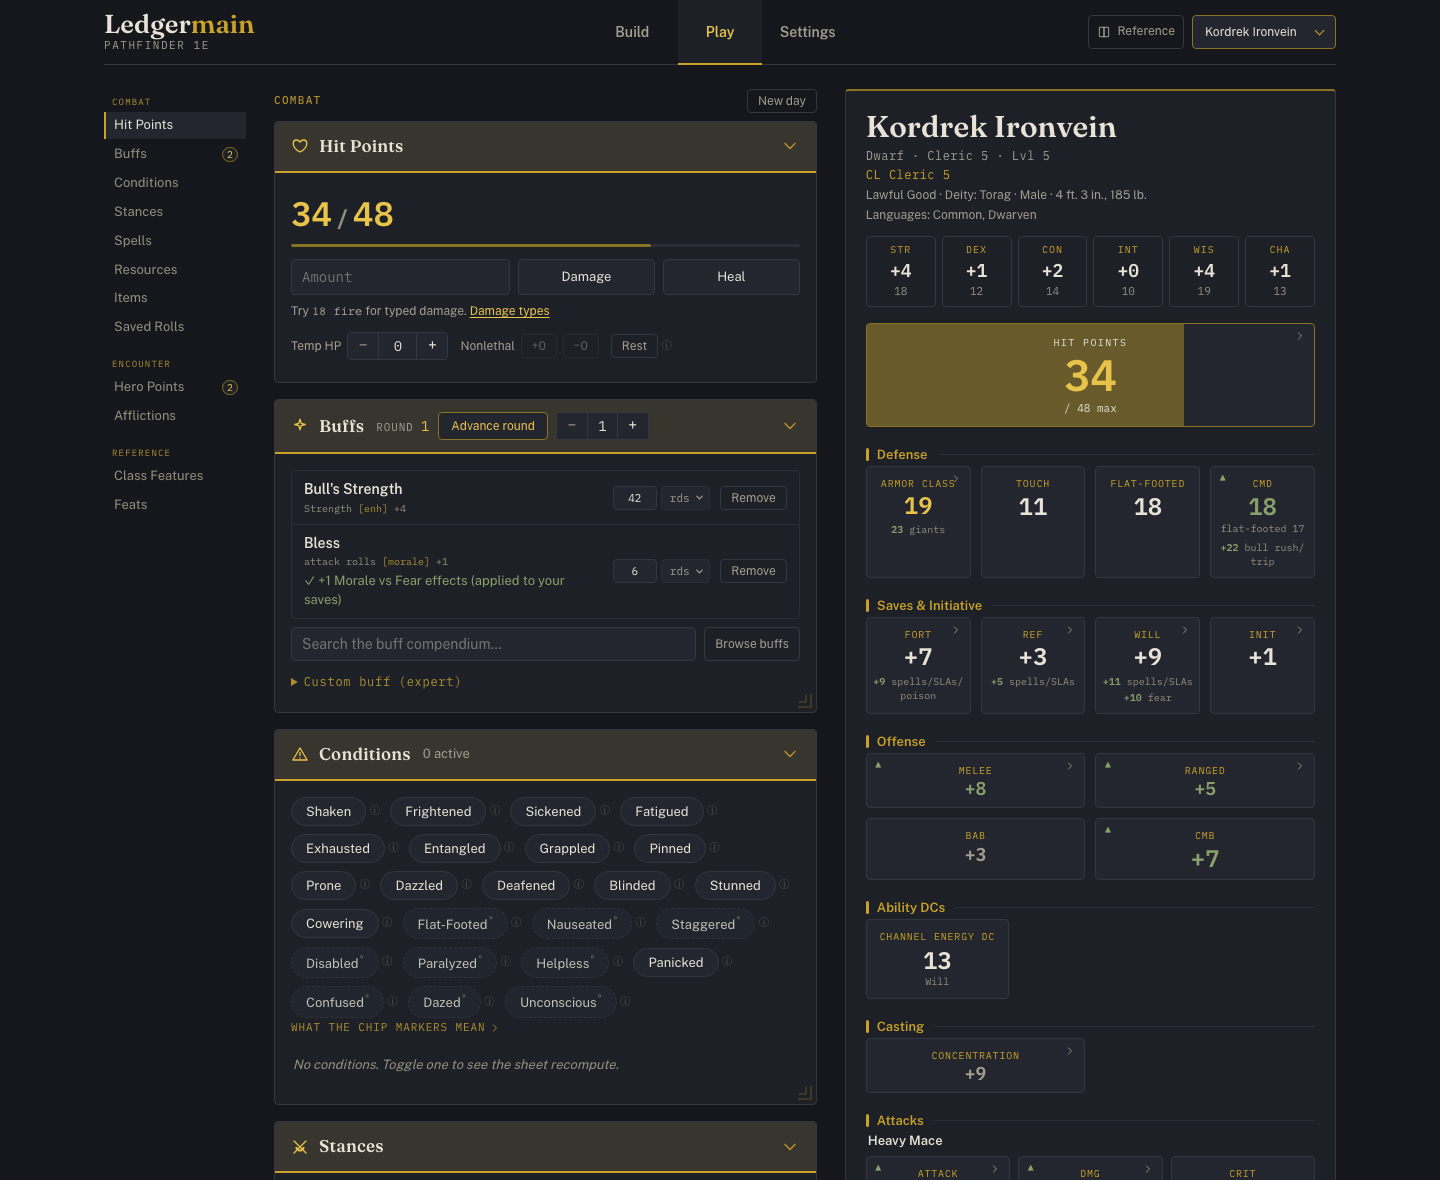 Ledgermain
PATHFINDER 1E
Build
Play
Settings
Reference
Kordrek Ironvein
COMBAT
Hit Points
Buffs 2
Conditions
Stances
Spells
Resources
Items
Saved Rolls
ENCOUNTER
Hero Points 2
Afflictions
REFERENCE
Class Features
Feats
COMBAT
New day
Hit Points
34 / 48
Amount
Damage
Heal
Try 18 fire for typed damage. Damage types
Temp HP − 0 + Nonlethal +0 −0 Rest ⓘ
Buffs ROUND 1 Advance round − 1 +
Bull's Strength
Strength [enh] +4
42 rds Remove
Bless
attack rolls [morale] +1
✓ +1 Morale vs Fear effects (applied to your
saves)
6 rds Remove
Search the buff compendium...
Browse buffs
▶ Custom buff (expert)
Conditions 0 active
Shaken ⓘ Frightened ⓘ Sickened ⓘ Fatigued ⓘ
Exhausted ⓘ Entangled ⓘ Grappled ⓘ Pinned ⓘ
Prone ⓘ Dazzled ⓘ Deafened ⓘ Blinded ⓘ Stunned ⓘ
Cowering ⓘ Flat-Footed° ⓘ Nauseated° ⓘ Staggered° ⓘ
Disabled° ⓘ Paralyzed° ⓘ Helpless° ⓘ Panicked ⓘ
Confused° ⓘ Dazed° ⓘ Unconscious° ⓘ
WHAT THE CHIP MARKERS MEAN >
No conditions. Toggle one to see the sheet recompute.
Stances
Kordrek Ironvein
Dwarf · Cleric 5 · Lvl 5
CL Cleric 5
Lawful Good · Deity: Torag · Male · 4 ft. 3 in., 185 lb.
Languages: Common, Dwarven
STR DEX CON INT WIS CHA
+4 +1 +2 +0 +4 +1
18 12 14 10 19 13
HIT POINTS
34
/ 48 max
Defense
ARMOR CLASS
19
23 giants
TOUCH
11
FLAT-FOOTED
18
▲ CMD
18
flat-footed 17
+22 bull rush/
trip
Saves & Initiative
FORT
+7
+9 spells/SLAs/
poison
REF
+3
+5 spells/SLAs
WILL
+9
+11 spells/SLAs
+10 fear
INIT
+1
Offense
▲ MELEE
+8
▲ RANGED
+5
BAB
+3
▲ CMB
+7
Ability DCs
CHANNEL ENERGY DC
13
Will
Casting
CONCENTRATION
+9
Attacks
Heavy Mace
▲ ATTACK
▲ DMG
CRIT